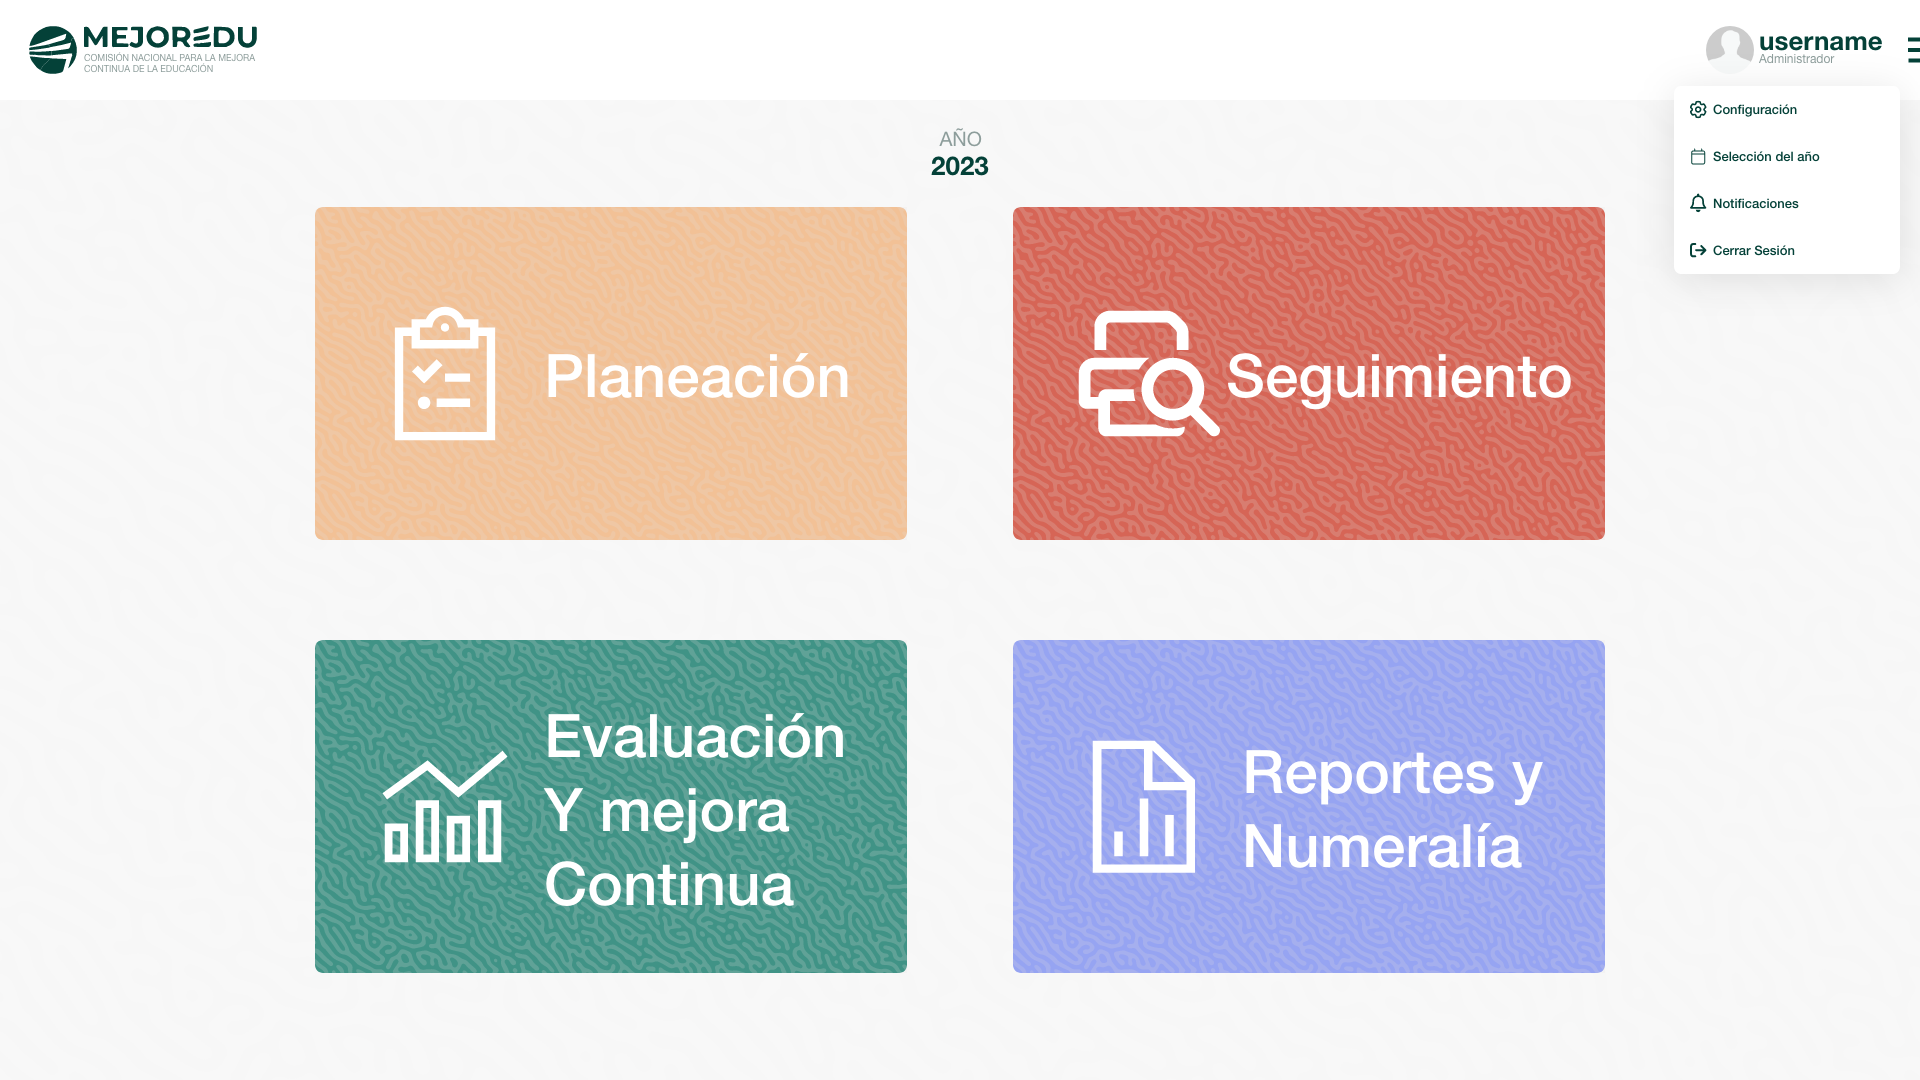 MEJOREDU
COMISIÓN NACIONAL PARA LA MEJORA
CONTINUA DE LA EDUCACIÓN
username
Administrador
Configuración
Selección del año
Notificaciones
Cerrar Sesión
AÑO
2023
Planeación
Seguimiento
Evaluación
Y mejora
Continua
Reportes y
Numeralía